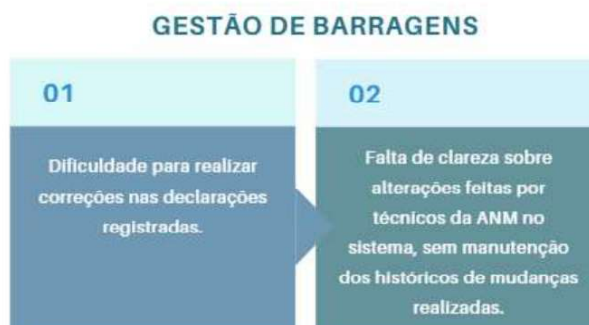 GESTÃO DE BARRAGENS
01
Dificuldade para realizar
correções nas declarações
registradas.
02
Falta de clareza sobre
alterações feitas por
técnicos da ANM no
sistema, sem manutenção
dos históricos de mudanças
realizadas.